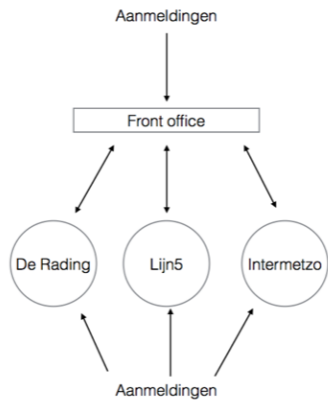 Aanmeldingen
Front office
De Rading
Lijn5
Intermetzo
Aanmeldingen